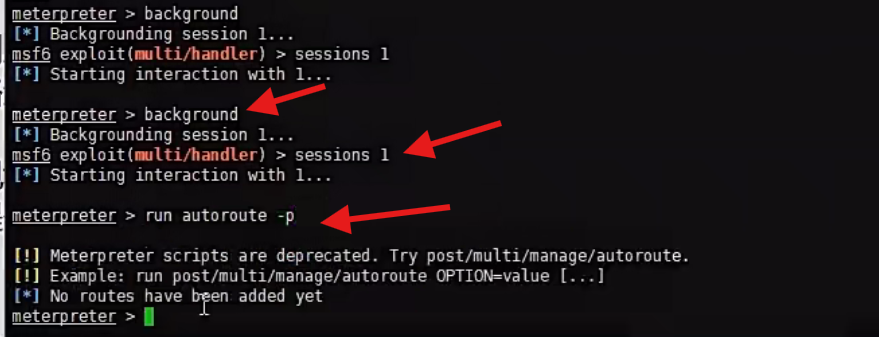 meterpreter > background
[*] Backgrounding session 1...
msf6 exploit(multi/handler) > sessions 1
[*] Starting interaction with 1...
meterpreter > background
[*] Backgrounding session 1...
msf6 exploit(multi/handler) > sessions 1
[*] Starting interaction with 1...
meterpreter > run autoroute -p
[!] Meterpreter scripts are deprecated. Try post/multi/manage/autoroute.
[!] Example: run post/multi/manage/autoroute OPTION=value [...]
[*] No routes have been added yet
meterpreter >